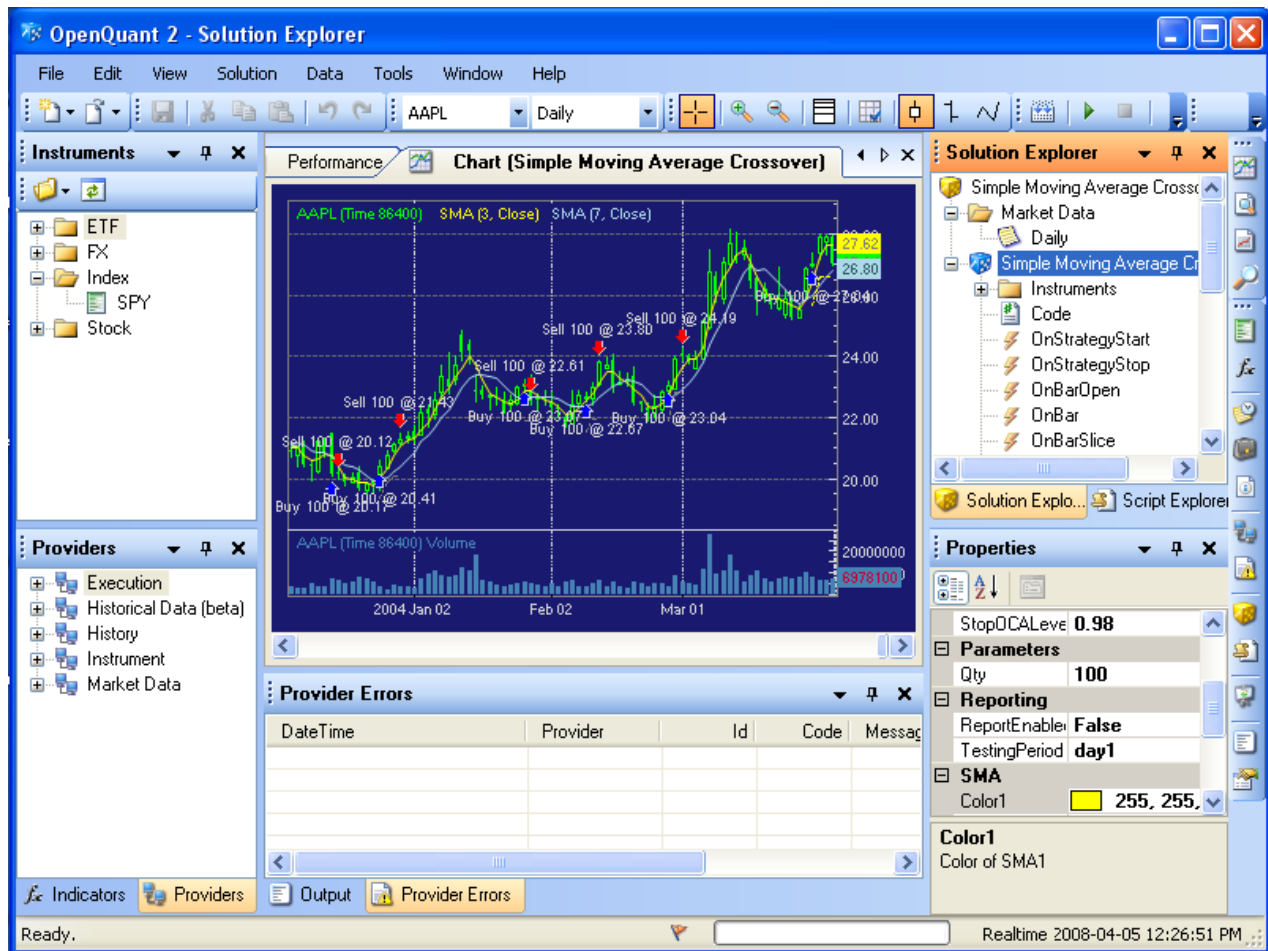 OpenQuant 2 - Solution Explorer
File Edit View Solution Data Tools Window Help
AAPL Daily
Instruments
ETF
FX
Index
SPY
Stock
Providers
Execution
Historical Data (beta)
History
Instrument
Market Data
Indicators Providers
Performance Chart (Simple Moving Average Crossover)
AAPL (Time 86400) SMA (3, Close) SMA (7, Close)
27.62
26.80
Buy 100 @
Sell 100 @ 24.19
Sell 100 @ 23.80
24.00
Sell 100 @ 22.61
Sell 100 @ 21.43
Buy 100 @
Buy 100 @ 23.04
22.00
Buy 100 @ 22.67
Sell 100 @ 20.12
20.00
Buy 100 @ 20.41
Buy 100 @
AAPL (Time 86400) Volume
20000000
6978100
2004 Jan 02 Feb 02 Mar 01
Provider Errors
DateTime Provider Id Code Messag
Output Provider Errors
Solution Explorer
Simple Moving Average Crosso
Market Data
Daily
Simple Moving Average Cr
Instruments
Code
OnStrategyStart
OnStrategyStop
OnBarOpen
OnBar
OnBarSlice
Solution Explo... Script Explorer
Properties
StopOCALeve 0.98
Parameters
Qty 100
Reporting
ReportEnable False
TestingPeriod day1
SMA
Color1 255, 255,
Color1
Color of SMA1
Ready.
Realtime 2008-04-05 12:26:51 PM